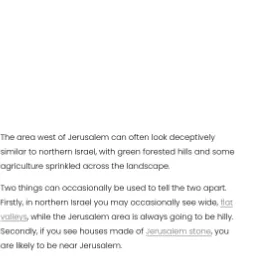 The area west of Jerusalem can often look deceptively
similar to northern Israel, with green forested hills and some
agriculture sprinkled across the landscape.
Two things can occasionally be used to tell the two apart.
Firstly, in northern Israel you may occasionally see wide, flat
valleys, while the Jerusalem area is always going to be hilly.
Secondly, if you see houses made of Jerusalem stone, you
are likely to be near Jerusalem.